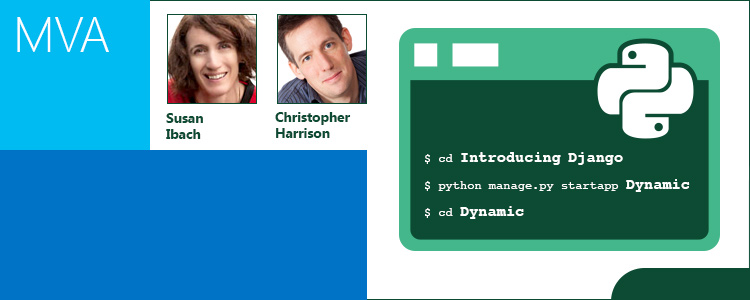 MVA
Susan
Ibach
Christopher
Harrison
$ cd Introducing Django
$ python manage.py startapp Dynamic
$ cd Dynamic